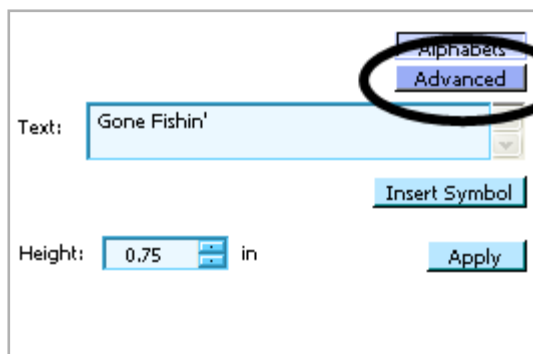 Alphabets
Advanced
Text: Gone Fishin'
Insert Symbol
Height: 0.75 in
Apply